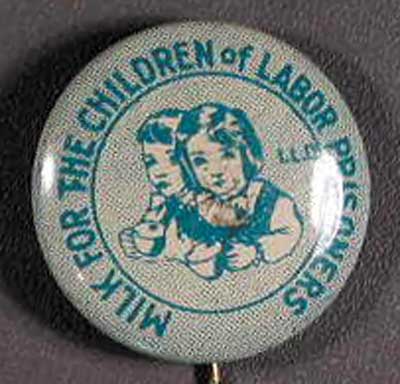 MILK FOR THE CHILDREN of LABOR PRISONERS
I.L.D.